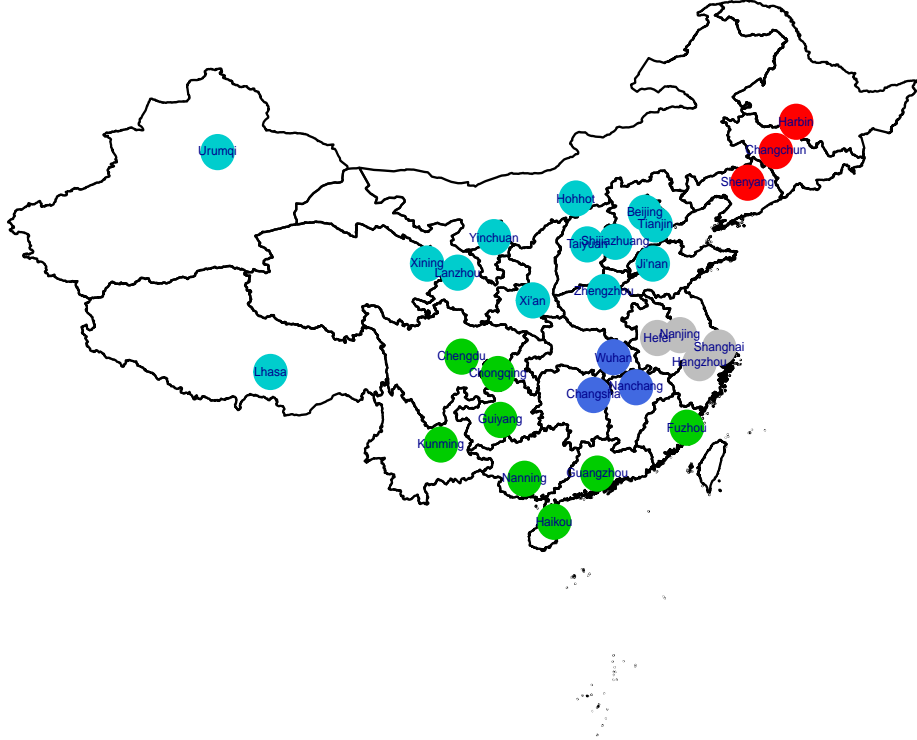 Harbin
Changchun
Urumqi
Shenyang
Hohhot
Beijing
Tianjin
Yinchuan
Taiyuan
Shijiazhuang
Xining
Lanzhou
Ji'nan
Zhengzhou
Xi'an
Hefei
Nanjing
Shanghai
Hangzhou
Chengdu
Wuhan
Lhasa
Chongqing
Changsha
Nanchang
Guiyang
Fuzhou
Kunming
Nanning
Guangzhou
Haikou